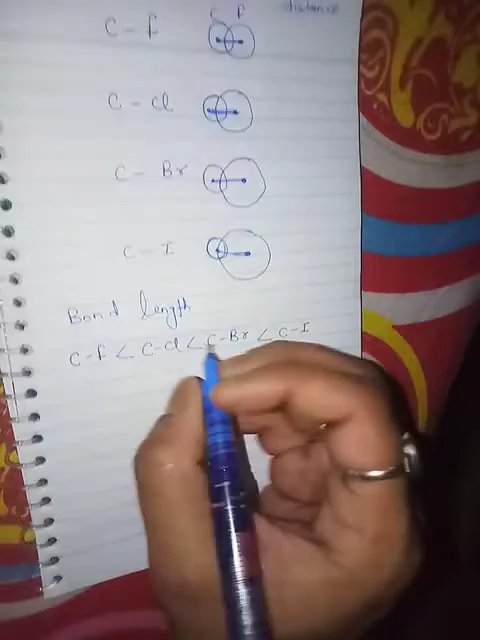 distance
C F
C - F
C - Cl
C - Br
C - I
Bond length
C-F < C-Cl < C-Br < C-I